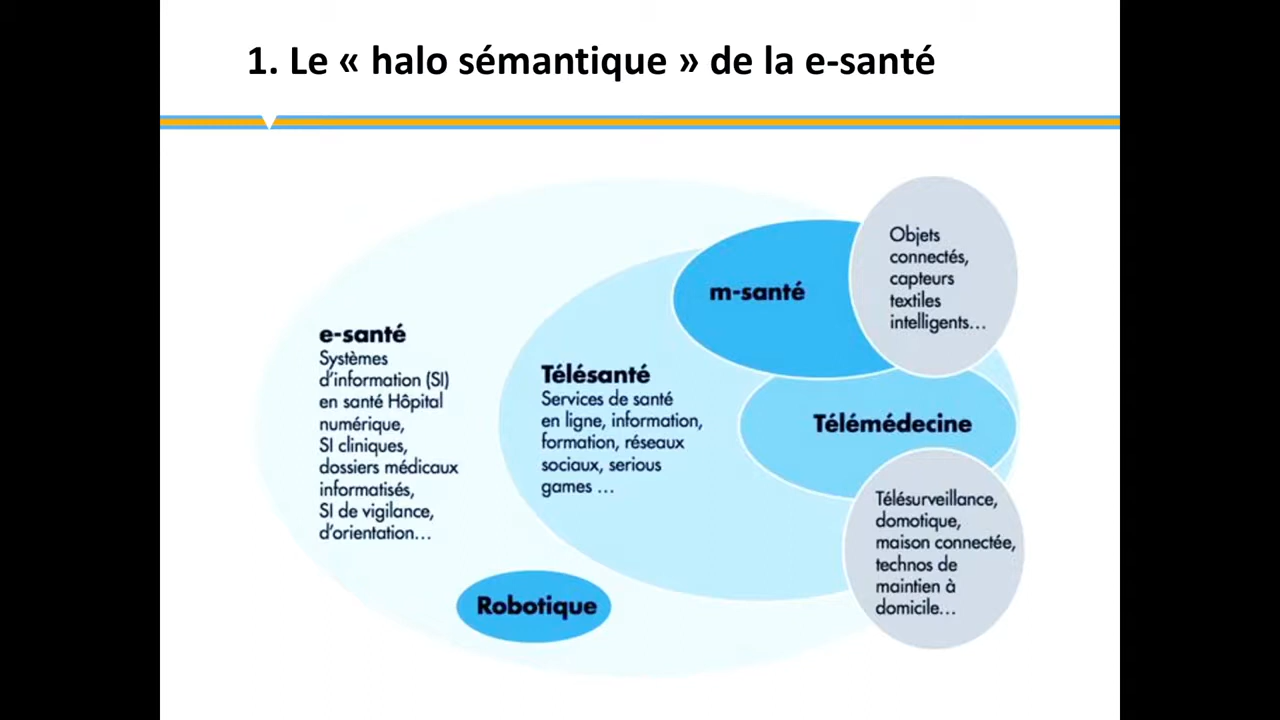 1. Le « halo sémantique » de la e-santé
e-santé
Systèmes
d'information (SI)
en santé Hôpital
numérique,
SI cliniques,
dossiers médicaux
informatisés,
SI de vigilance,
d'orientation...
Télésanté
Services de santé
en ligne, information,
formation, réseaux
sociaux, serious
games ...
m-santé
Objets
connectés,
capteurs
textiles
intelligents...
Télémédecine
Télésurveillance,
domotique,
maison connectée,
technos de
maintien à
domicile...
Robotique